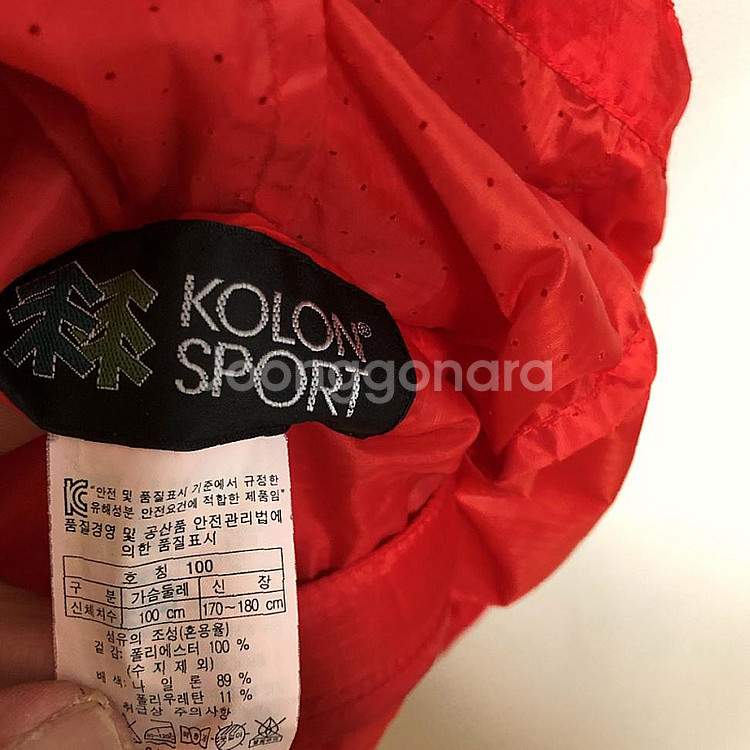 KOLON®
SPORT
joonggonara
"안전 및 품질표시 기준에서 규정한
유해성분 안전요건에 적합한 제품임"
품질경영 및 공산품 안전관리법에
의한 품질표시
호 칭 100
구 분 가슴둘레 신 장
신체치수 100 cm 170~180 cm
섬유의 조성(혼용율)
겉 감: 폴리에스터 100 %
(수 지 제 외)
배 색: 나 일 론 89 %
폴리우레탄 11 %
취급상 주의사항